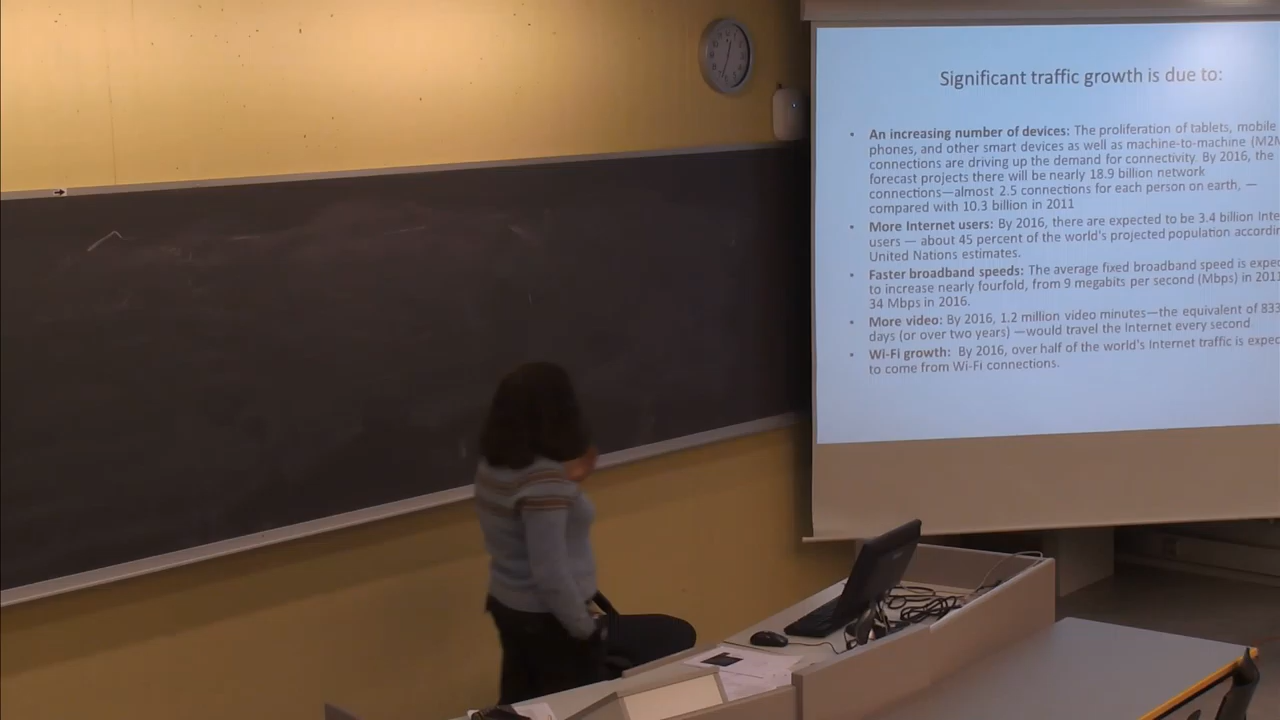 Significant traffic growth is due to:
• An increasing number of devices: The proliferation of tablets, mobile
phones, and other smart devices as well as machine-to-machine (M2M
connections are driving up the demand for connectivity. By 2016, the
forecast projects there will be nearly 18.9 billion network
connections—almost 2.5 connections for each person on earth, —
compared with 10.3 billion in 2011
• More Internet users: By 2016, there are expected to be 3.4 billion Inte
users — about 45 percent of the world's projected population accordin
United Nations estimates.
• Faster broadband speeds: The average fixed broadband speed is expec
to increase nearly fourfold, from 9 megabits per second (Mbps) in 2011
34 Mbps in 2016.
• More video: By 2016, 1.2 million video minutes—the equivalent of 833
days (or over two years) —would travel the Internet every second
• Wi-Fi growth: By 2016, over half of the world's Internet traffic is expec
to come from Wi-Fi connections.